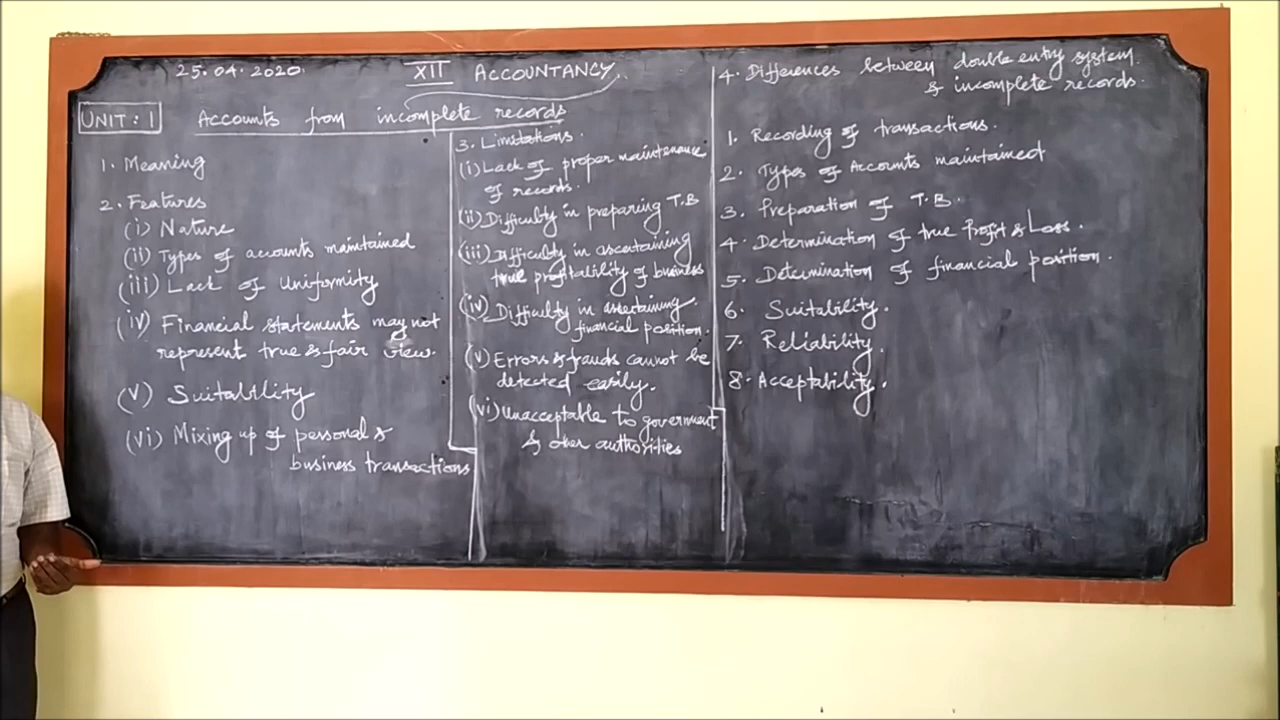 25.04.2020
XII ACCOUNTANCY
UNIT: 1 Accounts from incomplete records
1. Meaning
2. Features
(i) Nature
(ii) Types of accounts maintained
(iii) Lack of Uniformity
(iv) Financial statements may not
represent true & fair view.
(v) Suitability
(vi) Mixing up of personal &
business transactions
3. Limitations.
(i) Lack of proper maintenance
of records.
(ii) Difficulty in preparing T.B
(iii) Difficulty in ascertaining
true profitability of business
(iv) Difficulty in ascertaining
financial position.
(v) Errors & frauds cannot be
detected easily.
(vi) Unacceptable to government
& other authorities
4. Differences between double entry system
& incomplete records.
1. Recording of transactions.
2. Types of Accounts maintained
3. Preparation of T.B.
4. Determination of true Profit & Loss.
5. Determination of financial position.
6. Suitability.
7. Reliability.
8. Acceptability.